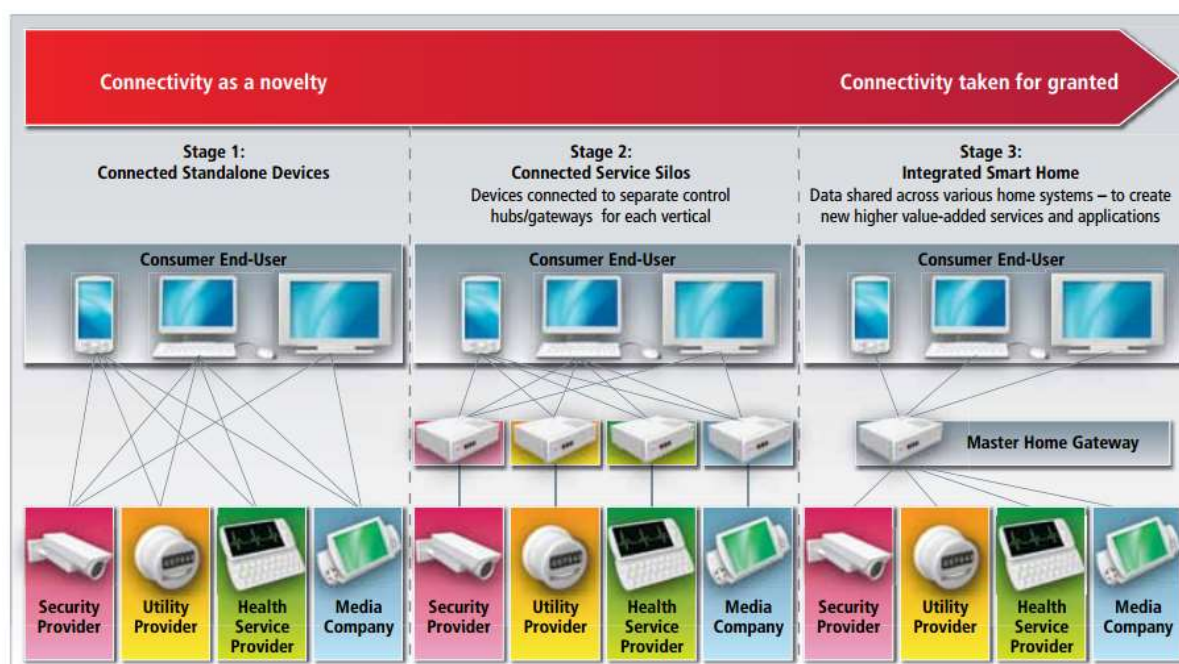 Connectivity as a novelty
Connectivity taken for granted
Stage 1:
Connected Standalone Devices
Stage 2:
Connected Service Silos
Devices connected to separate control
hubs/gateways for each vertical
Stage 3:
Integrated Smart Home
Data shared across various home systems – to create
new higher value-added services and applications
Consumer End-User
Consumer End-User
Consumer End-User
Master Home Gateway
Security
Provider
Utility
Provider
Health
Service
Provider
Media
Company
Security
Provider
Utility
Provider
Health
Service
Provider
Media
Company
Security
Provider
Utility
Provider
Health
Service
Provider
Media
Company